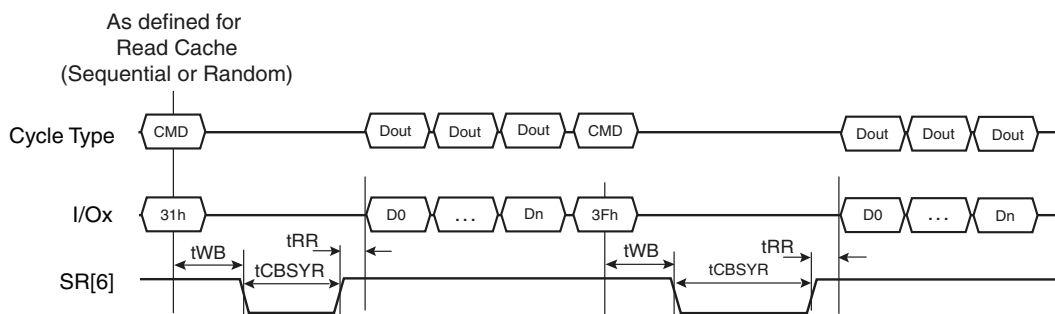 As defined for
Read Cache
(Sequential or Random)
Cycle Type
CMD
Dout
Dout
Dout
CMD
Dout
Dout
Dout
I/Ox
31h
D0
...
Dn
3Fh
D0
...
Dn
tWB
tRR
tWB
tRR
tCBSYR
tCBSYR
SR[6]